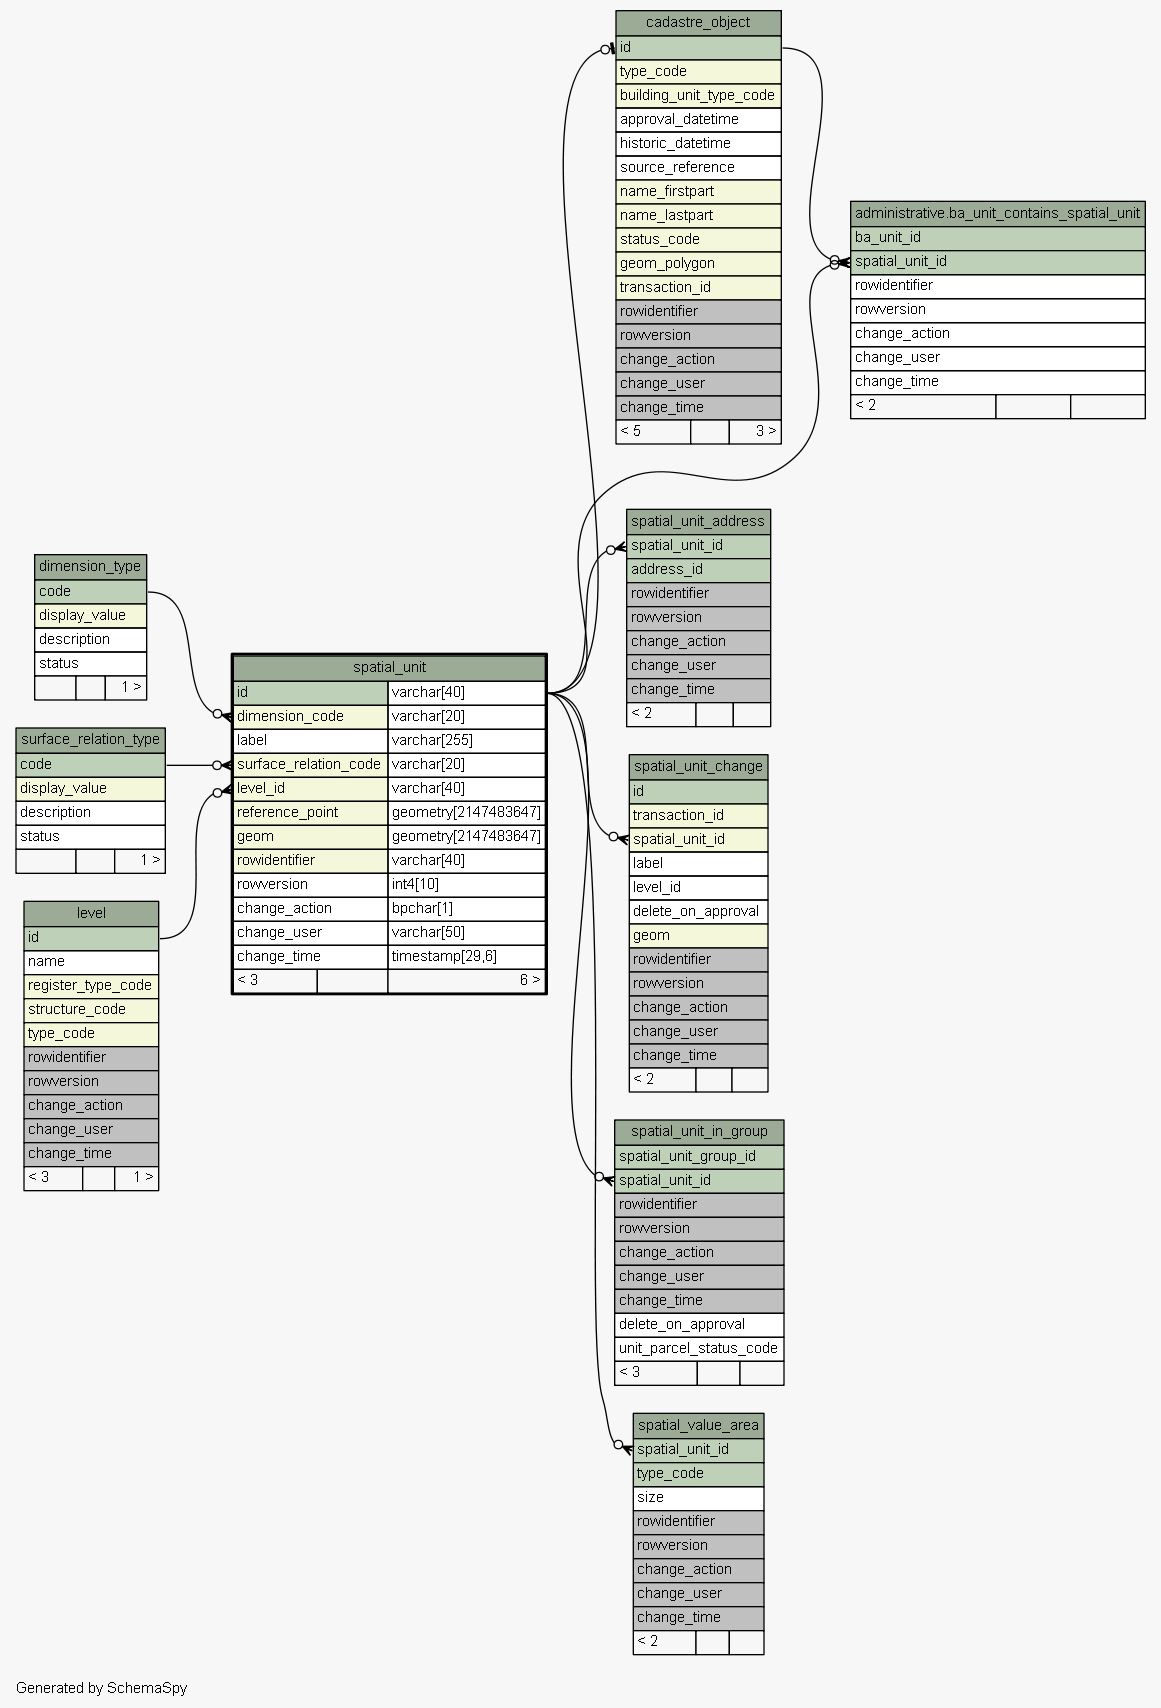 cadastre_object
id
type_code
building_unit_type_code
approval_datetime
historic_datetime
source_reference
name_firstpart
name_lastpart
status_code
geom_polygon
transaction_id
rowidentifier
rowversion
change_action
change_user
change_time
< 5 3 >
administrative.ba_unit_contains_spatial_unit
ba_unit_id
spatial_unit_id
rowidentifier
rowversion
change_action
change_user
change_time
< 2
spatial_unit_address
spatial_unit_id
address_id
rowidentifier
rowversion
change_action
change_user
change_time
< 2
dimension_type
code
display_value
description
status
1 >
surface_relation_type
code
display_value
description
status
1 >
level
id
name
register_type_code
structure_code
type_code
rowidentifier
rowversion
change_action
change_user
change_time
< 3 1 >
spatial_unit
id varchar[40]
dimension_code varchar[20]
label varchar[255]
surface_relation_code varchar[20]
level_id varchar[40]
reference_point geometry[2147483647]
geom geometry[2147483647]
rowidentifier varchar[40]
rowversion int4[10]
change_action bpchar[1]
change_user varchar[50]
change_time timestamp[29,6]
< 3 6 >
spatial_unit_change
id
transaction_id
spatial_unit_id
label
level_id
delete_on_approval
geom
rowidentifier
rowversion
change_action
change_user
change_time
< 2
spatial_unit_in_group
spatial_unit_group_id
spatial_unit_id
rowidentifier
rowversion
change_action
change_user
change_time
delete_on_approval
unit_parcel_status_code
< 3
spatial_value_area
spatial_unit_id
type_code
size
rowidentifier
rowversion
change_action
change_user
change_time
< 2
Generated by SchemaSpy